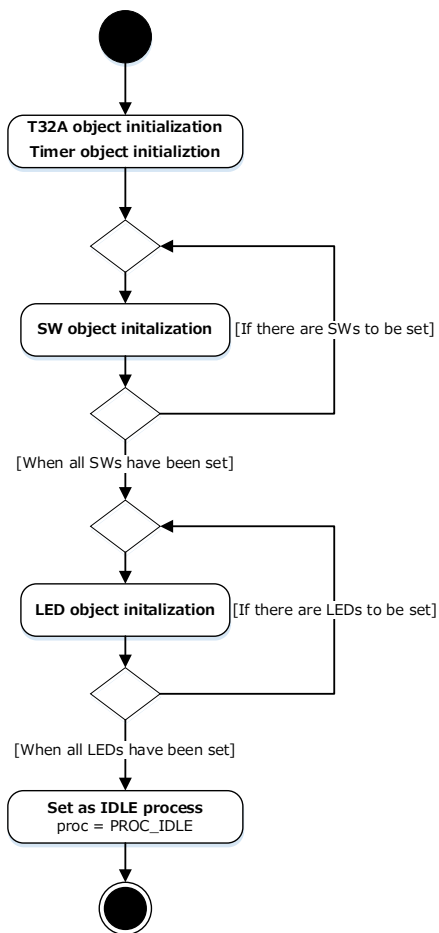 T32A object initialization
Timer object initializtion
SW object initalization
[If there are SWs to be set]
[When all SWs have been set]
LED object initalization
[If there are LEDs to be set]
[When all LEDs have been set]
Set as IDLE process
proc = PROC_IDLE